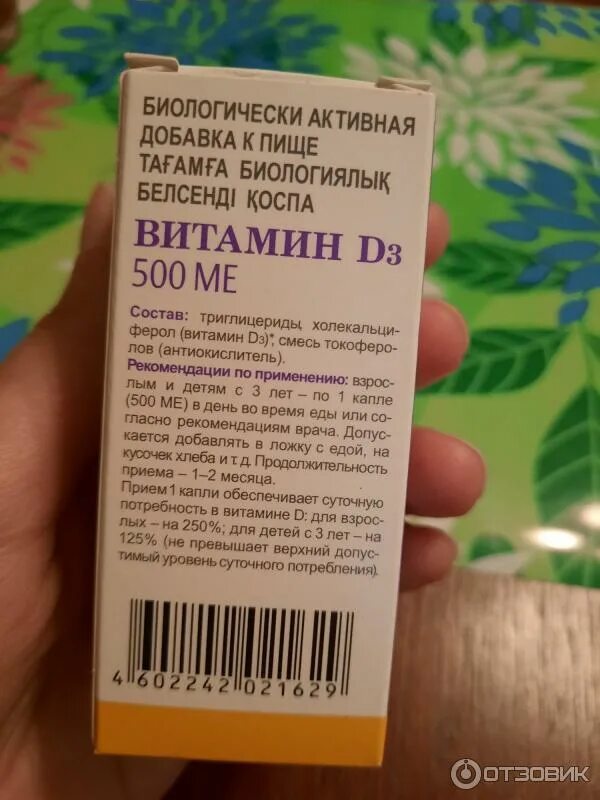 БИОЛОГИЧЕСКИ АКТИВНАЯ
ДОБАВКА К ПИЩЕ
ТАҒАМҒА БИОЛОГИЯЛЫҚ
БЕЛСЕНДІ ҚОСПА
ВИТАМИН D3
500 МЕ
Состав: триглицериды, холекальци-
ферол (витамин D3)*, смесь токоферо-
лов (антиокислитель).
Рекомендации по применению: взрос-
лым и детям с 3 лет – по 1 капле
(500 МЕ) в день во время еды или со-
гласно рекомендациям врача. Допус-
кается добавлять в ложку с едой, на
кусочек хлеба и т. д. Продолжительность
приема – 1–2 месяца.
Прием 1 капли обеспечивает суточную
потребность в витамине D: для взрос-
лых – на 250%; для детей с 3 лет – на
125% (не превышает верхний допус-
тимый уровень суточного потребления).
4 602242 021629
ОТЗОВИК